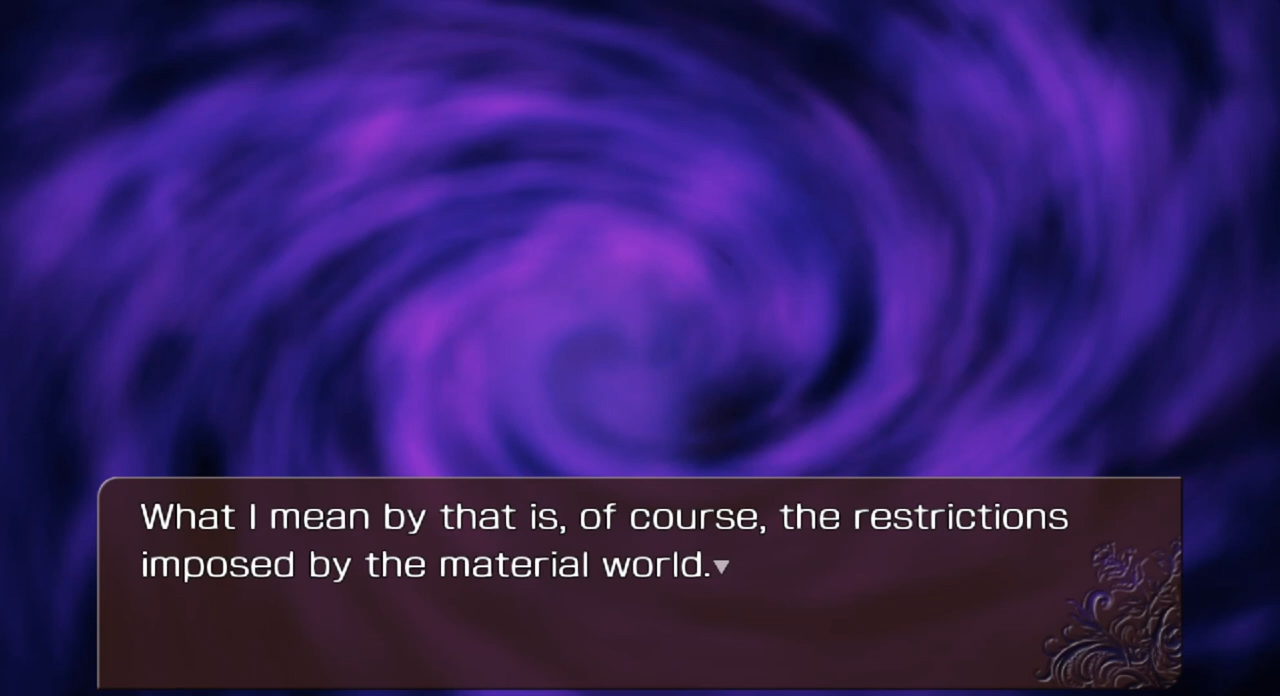 What I mean by that is, of course, the restrictions
imposed by the material world.